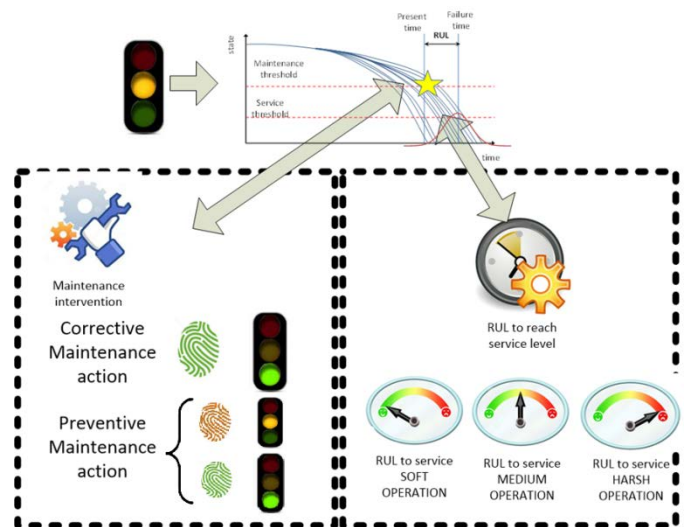 Present
time
Failure
time
RUL
state
Maintenance
threshold
Service
threshold
time
Maintenance
intervention
Corrective
Maintenance
action
Preventive
Maintenance
action
RUL to reach
service level
RUL to service
SOFT
OPERATION
RUL to service
MEDIUM
OPERATION
RUL to service
HARSH
OPERATION